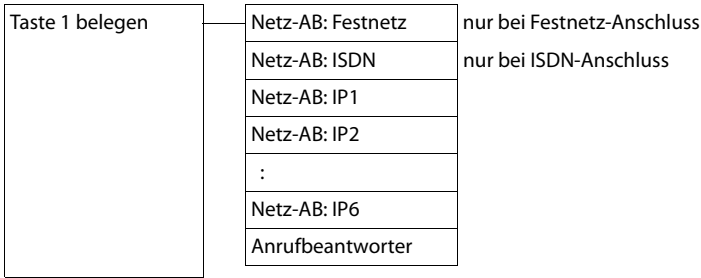 Taste 1 belegen
Netz-AB: Festnetz nur bei Festnetz-Anschluss
Netz-AB: ISDN nur bei ISDN-Anschluss
Netz-AB: IP1
Netz-AB: IP2
:
Netz-AB: IP6
Anrufbeantworter